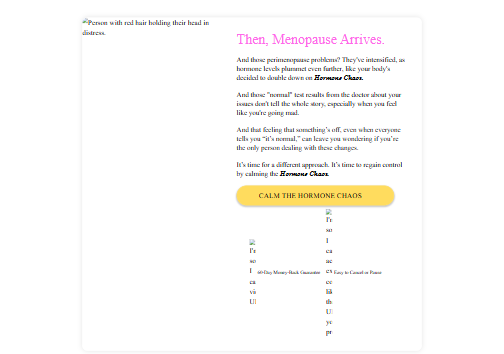 Person with red hair holding their head in
distress.
Then, Menopause Arrives.
And those perimenopause problems? They've intensified, as
hormone levels plummet even further, like your body's
decided to double down on Hormone Chaos.
And those "normal" test results from the doctor about your
issues don't tell the whole story, especially when you feel
like you're going mad.
And that feeling that something's off, even when everyone
tells you "it's normal," can leave you wondering if you're
the only person dealing with these changes.
It's time for a different approach. It's time to regain control
by calming the Hormone Chaos.
CALM THE HORMONE CHAOS
60-Day Money-Back Guarantee
Easy to Cancel or Pause